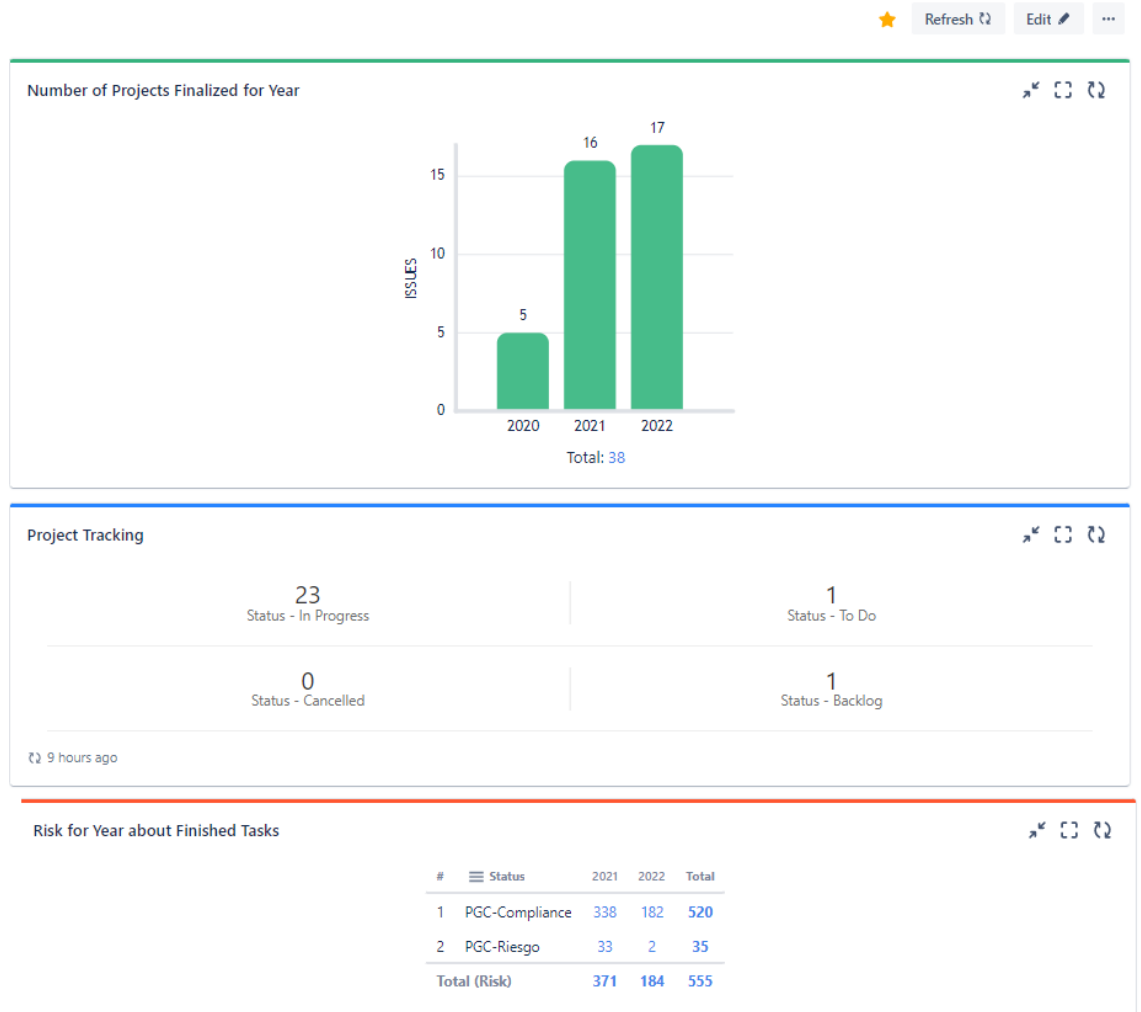 Refresh Edit ...
Number of Projects Finalized for Year
17
16
15
10
ISSUES
5
5
0
2020 2021 2022
Total: 38
Project Tracking
23 1
Status - In Progress Status - To Do
0 1
Status - Cancelled Status - Backlog
9 hours ago
Risk for Year about Finished Tasks
# Status 2021 2022 Total
1 PGC-Compliance 338 182 520
2 PGC-Riesgo 33 2 35
Total (Risk) 371 184 555